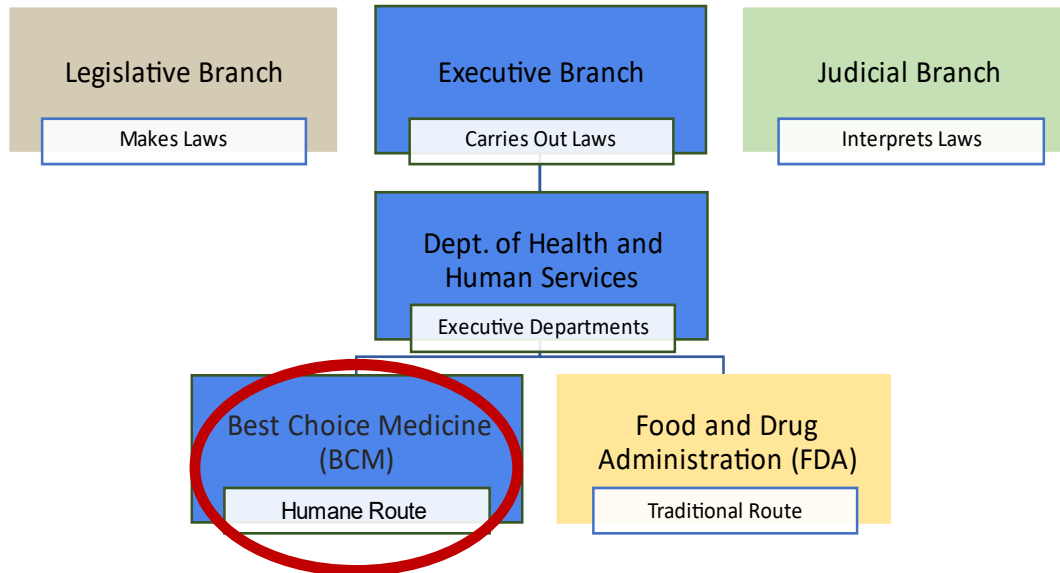 Legislative Branch
Makes Laws
Executive Branch
Carries Out Laws
Judicial Branch
Interprets Laws
Dept. of Health and
Human Services
Executive Departments
Best Choice Medicine
(BCM)
Humane Route
Food and Drug
Administration (FDA)
Traditional Route